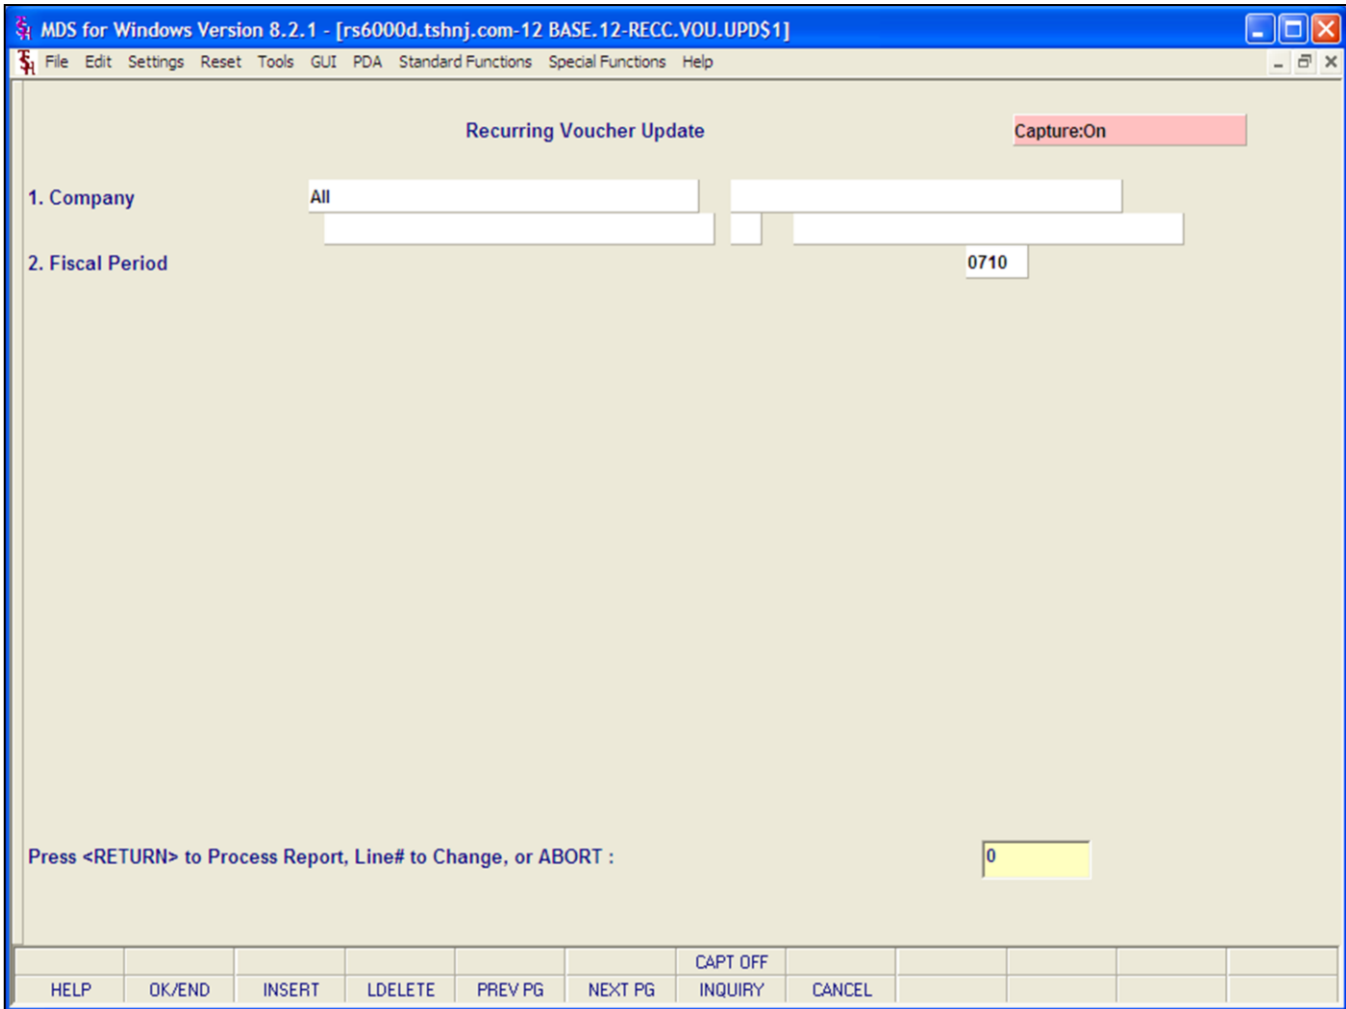 MDS for Windows Version 8.2.1 - [rs6000d.tshnj.com-12 BASE.12-RECC.VOU.UPD$1]
File Edit Settings Reset Tools GUI PDA Standard Functions Special Functions Help
Recurring Voucher Update Capture:On
1. Company All
2. Fiscal Period 0710
Press <RETURN> to Process Report, Line# to Change, or ABORT : 0
CAPT OFF
HELP OK/END INSERT LDELETE PREV PG NEXT PG INQUIRY CANCEL